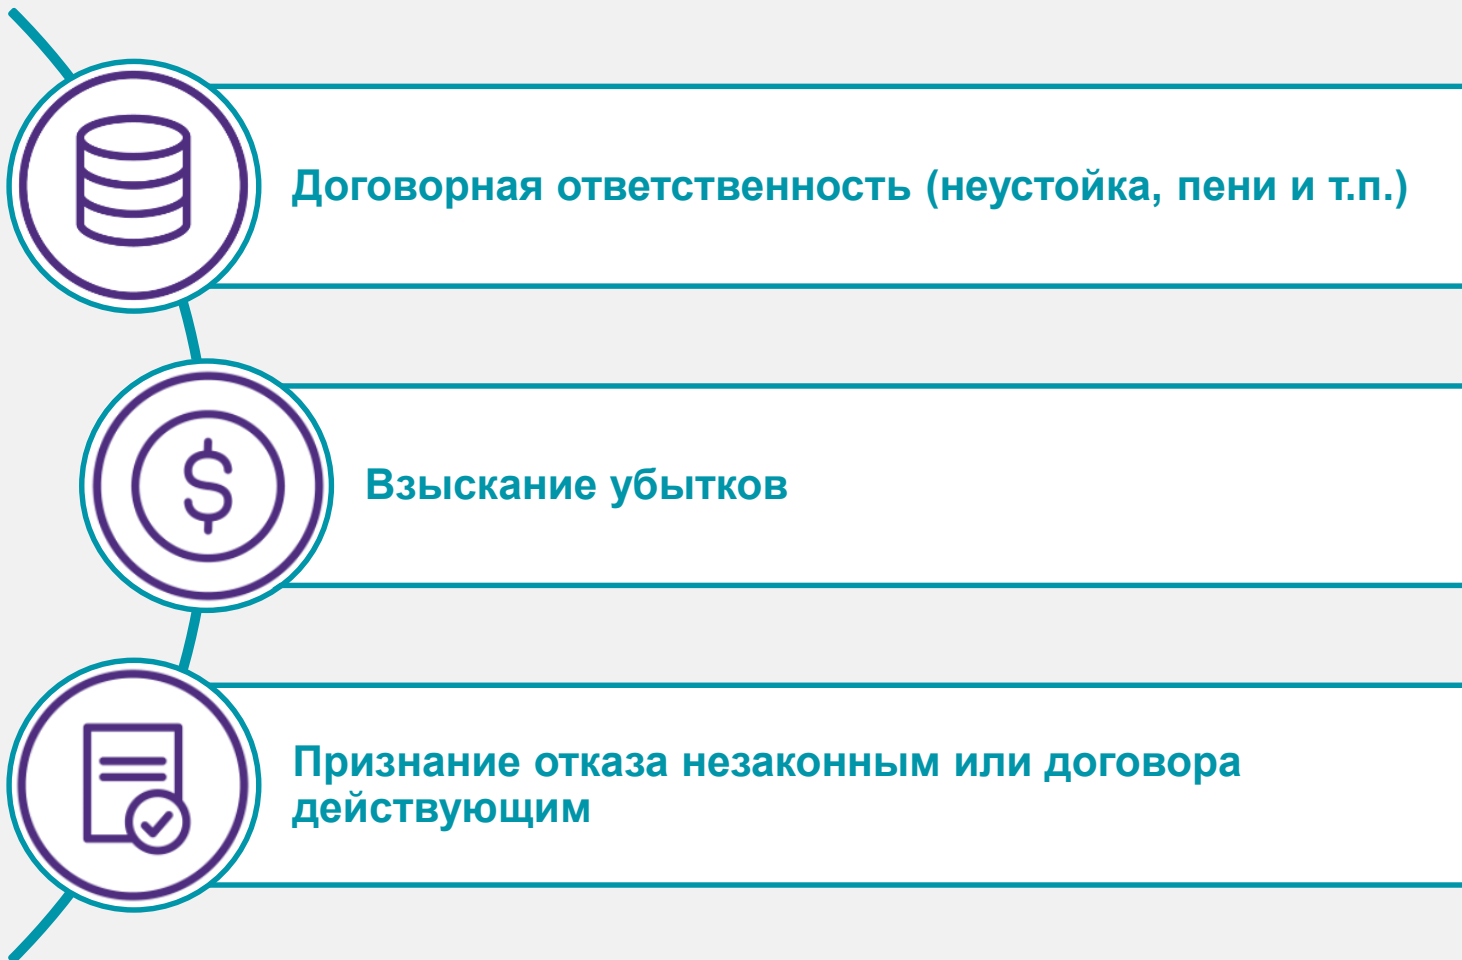 Договорная ответственность (неустойка, пени и т.п.)
Взыскание убытков
Признание отказа незаконным или договора
действующим